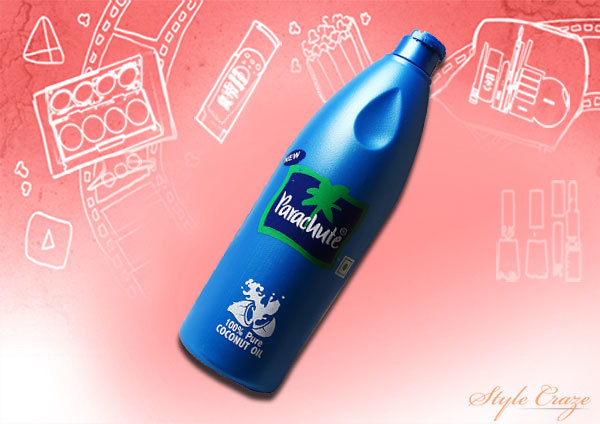 NEW
Parachute®
100% Pure
COCONUT OIL
Style Craze